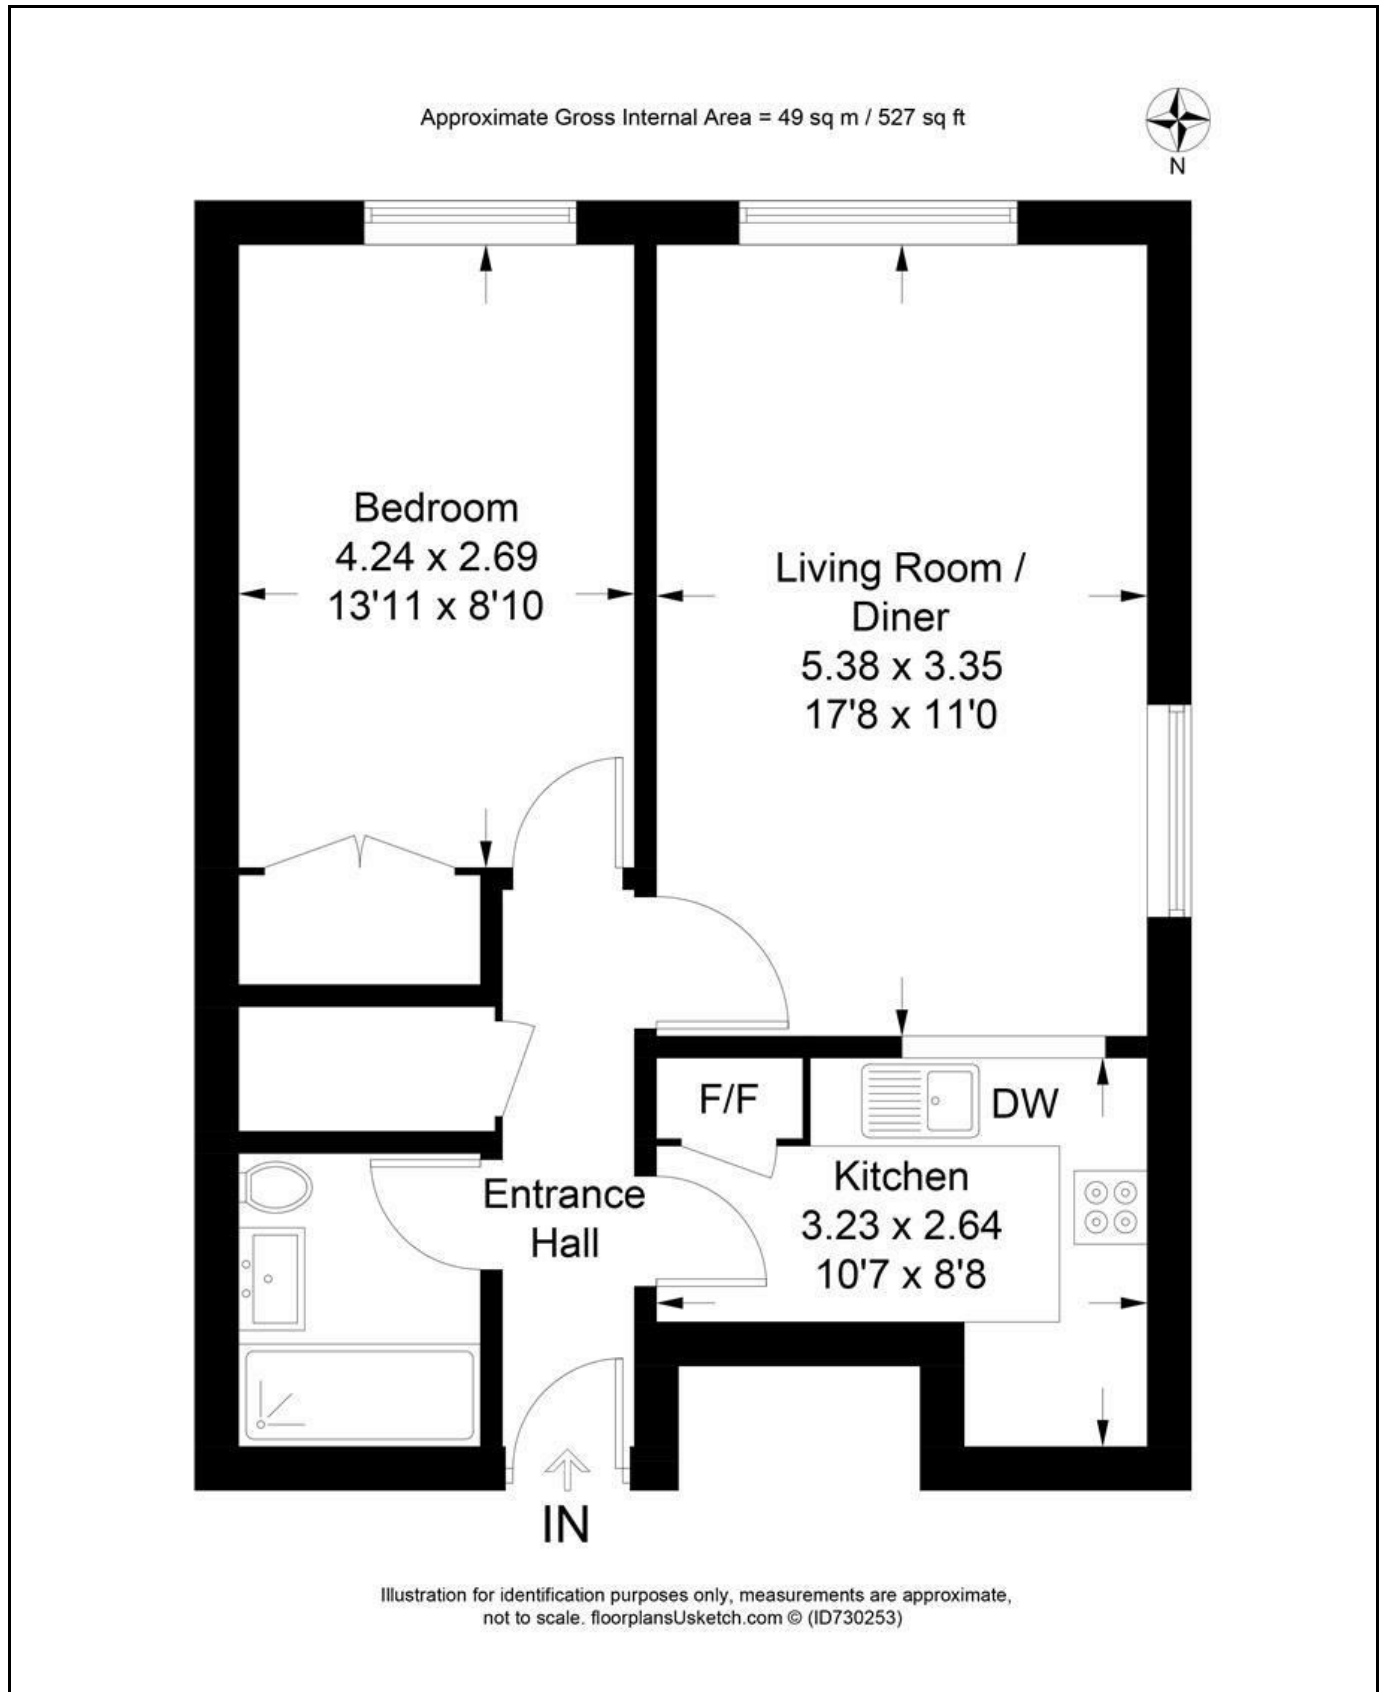 Approximate Gross Internal Area = 49 sq m / 527 sq ft
N
Bedroom
4.24 x 2.69
13'11 x 8'10
Living Room /
Diner
5.38 x 3.35
17'8 x 11'0
F/F
DW
Kitchen
3.23 x 2.64
10'7 x 8'8
Entrance
Hall
IN
Illustration for identification purposes only, measurements are approximate,
not to scale. floorplansUsketch.com © (ID730253)